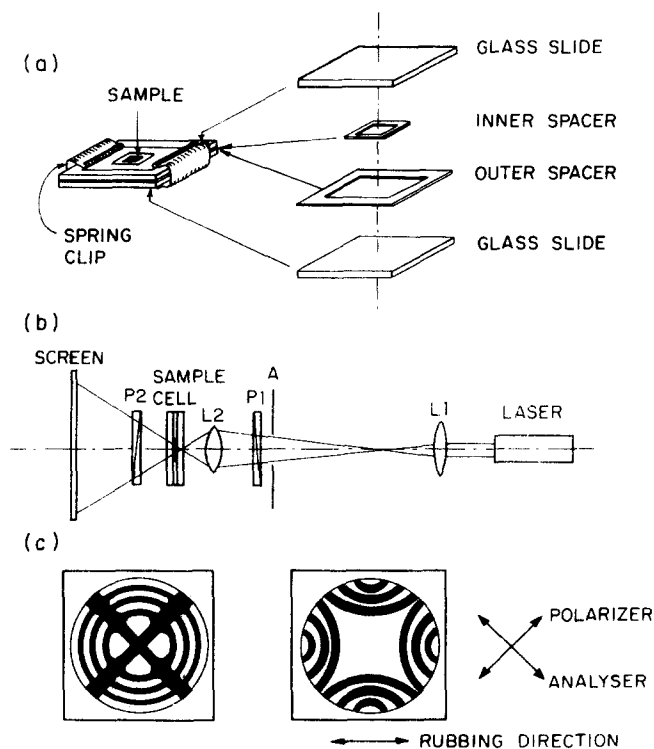 (a)
GLASS SLIDE
SAMPLE
INNER SPACER
OUTER SPACER
SPRING
CLIP
GLASS SLIDE
(b)
SCREEN
P2
SAMPLE
CELL
L2
P1
A
L1
LASER
(c)
POLARIZER
ANALYSER
RUBBING DIRECTION